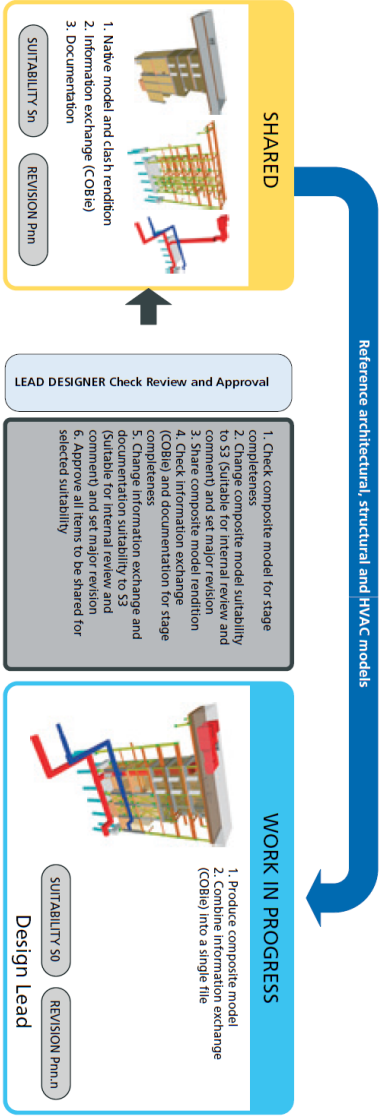 Reference architectural, structural and HVAC models
SHARED
1. Native model and clash rendition
2. Information exchange (COBie)
3. Documentation
SUITABILITY Sn
REVISION Pnn
LEAD DESIGNER Check Review and Approval
1. Check composite model for stage
completeness
2. Change composite model suitability
to S3 (Suitable for internal review and
comment) and set major revision
3. Share composite model rendition
4. Check information exchange
(COBie) and documentation for stage
completeness
5. Change information exchange and
documentation suitability to S3
(Suitable for internal review and
comment) and set major revision
6. Approve all items to be shared for
selected suitability
WORK IN PROGRESS
1. Produce composite model
2. Combine information exchange
(COBie) into a single file
SUITABILITY S0
REVISION Pnn.n
Design Lead